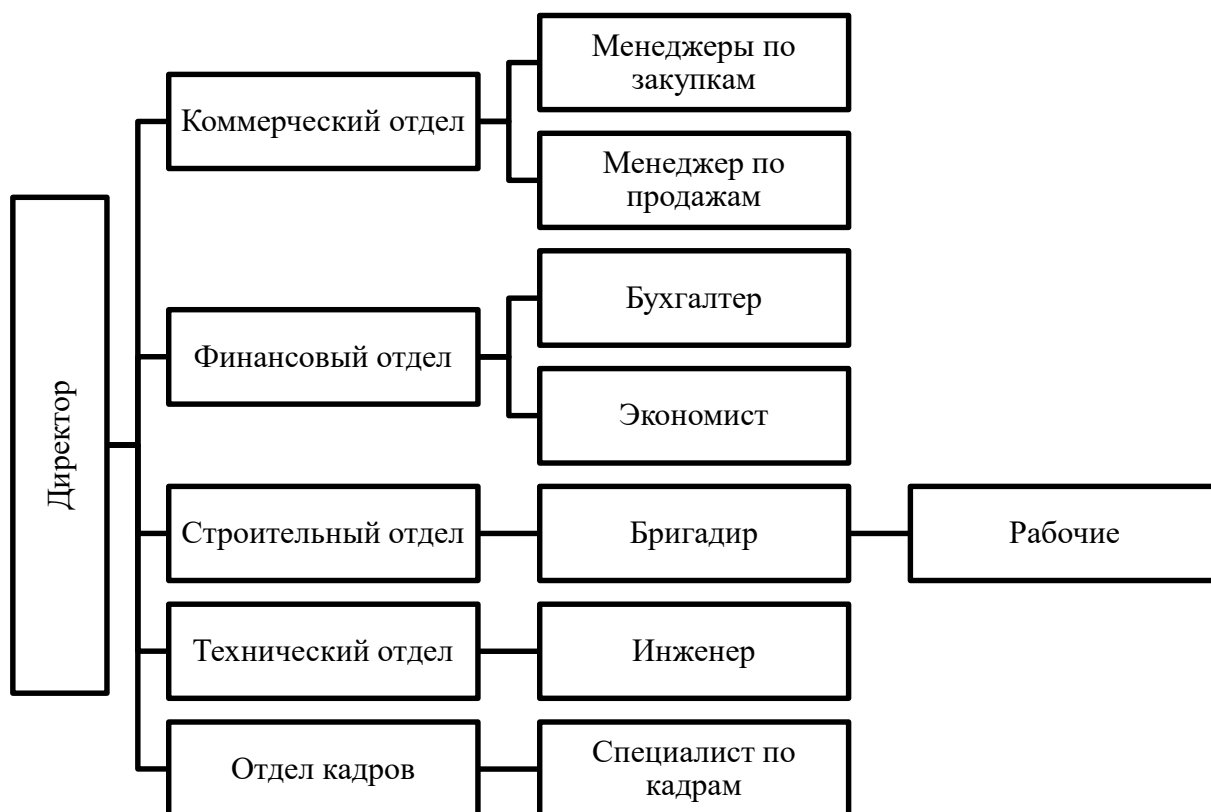 Директор
Коммерческий отдел
Менеджеры по
закупкам
Менеджер по
продажам
Финансовый отдел
Бухгалтер
Экономист
Строительный отдел
Бригадир
Рабочие
Технический отдел
Инженер
Отдел кадров
Специалист по
кадрам